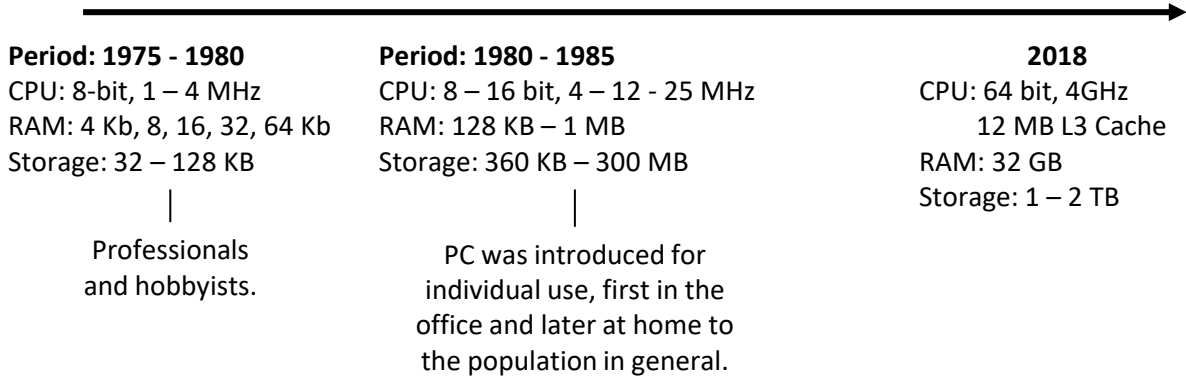 Period: 1975 - 1980
CPU: 8-bit, 1 – 4 MHz
RAM: 4 Kb, 8, 16, 32, 64 Kb
Storage: 32 – 128 KB
Professionals
and hobbyists.
Period: 1980 - 1985
CPU: 8 – 16 bit, 4 – 12 - 25 MHz
RAM: 128 KB – 1 MB
Storage: 360 KB – 300 MB
PC was introduced for
individual use, first in the
office and later at home to
the population in general.
2018
CPU: 64 bit, 4GHz
12 MB L3 Cache
RAM: 32 GB
Storage: 1 – 2 TB